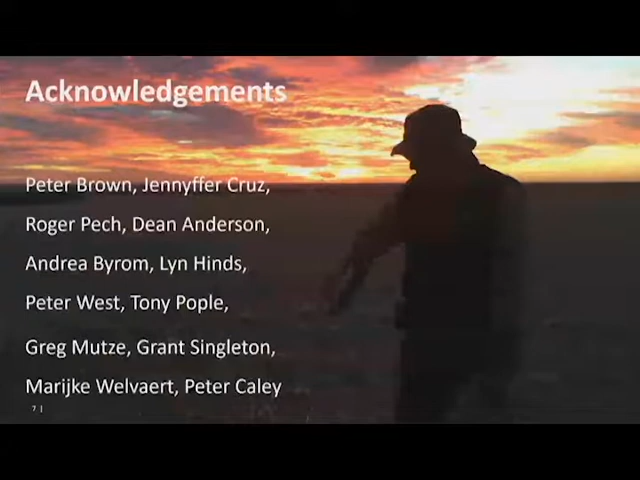 Acknowledgements
Peter Brown, Jennyffer Cruz,
Roger Pech, Dean Anderson,
Andrea Byrom, Lyn Hinds,
Peter West, Tony Pople,
Greg Mutze, Grant Singleton,
Marijke Welvaert, Peter Caley
7 |